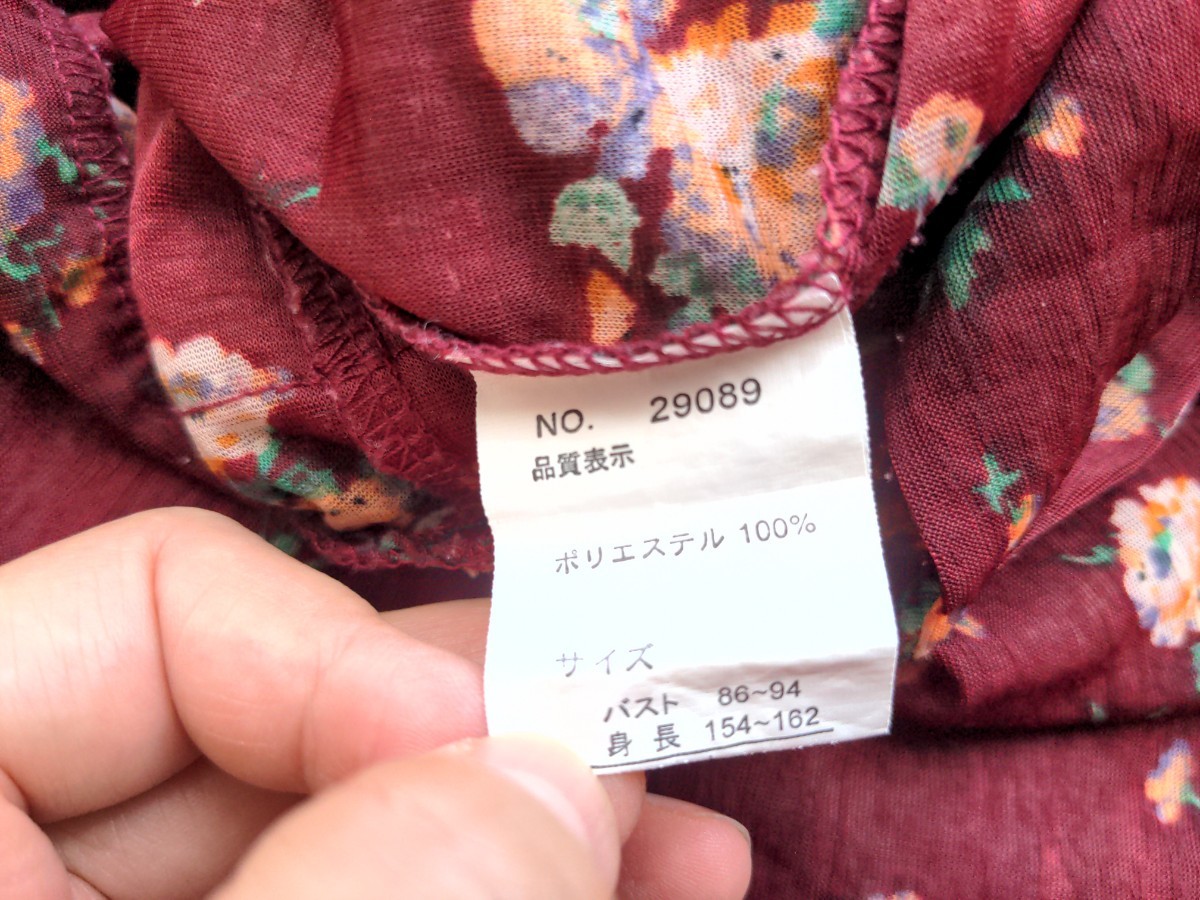 NO. 29089
品質表示
ポリエステル 100%
サイズ
バスト 86~94
身長 154~162